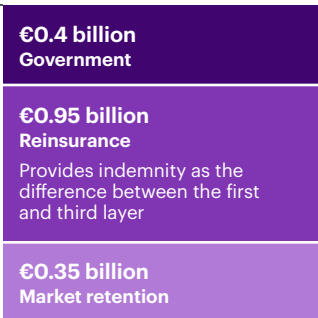 €0.4 billion
Government
€0.95 billion
Reinsurance
Provides indemnity as the
difference between the first
and third layer
€0.35 billion
Market retention